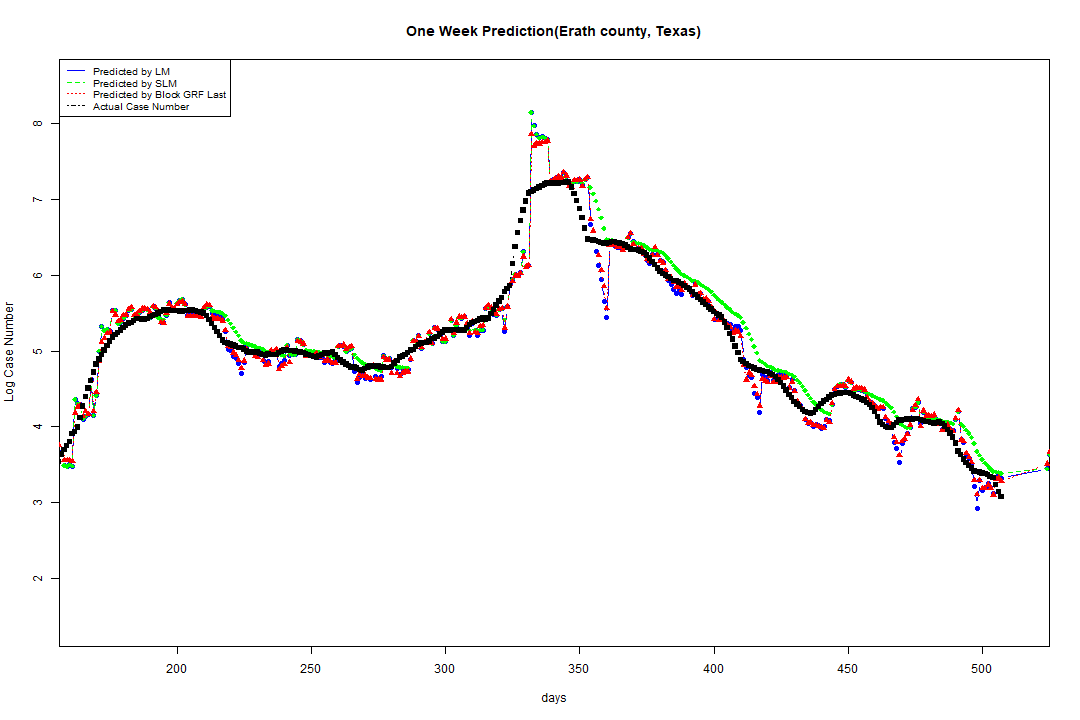 One Week Prediction(Erath county, Texas)
Predicted by LM
Predicted by SLM
Predicted by Block GRF Last
Actual Case Number
Log Case Number
8
7
6
5
4
3
2
200 250 300 350 400 450 500
days